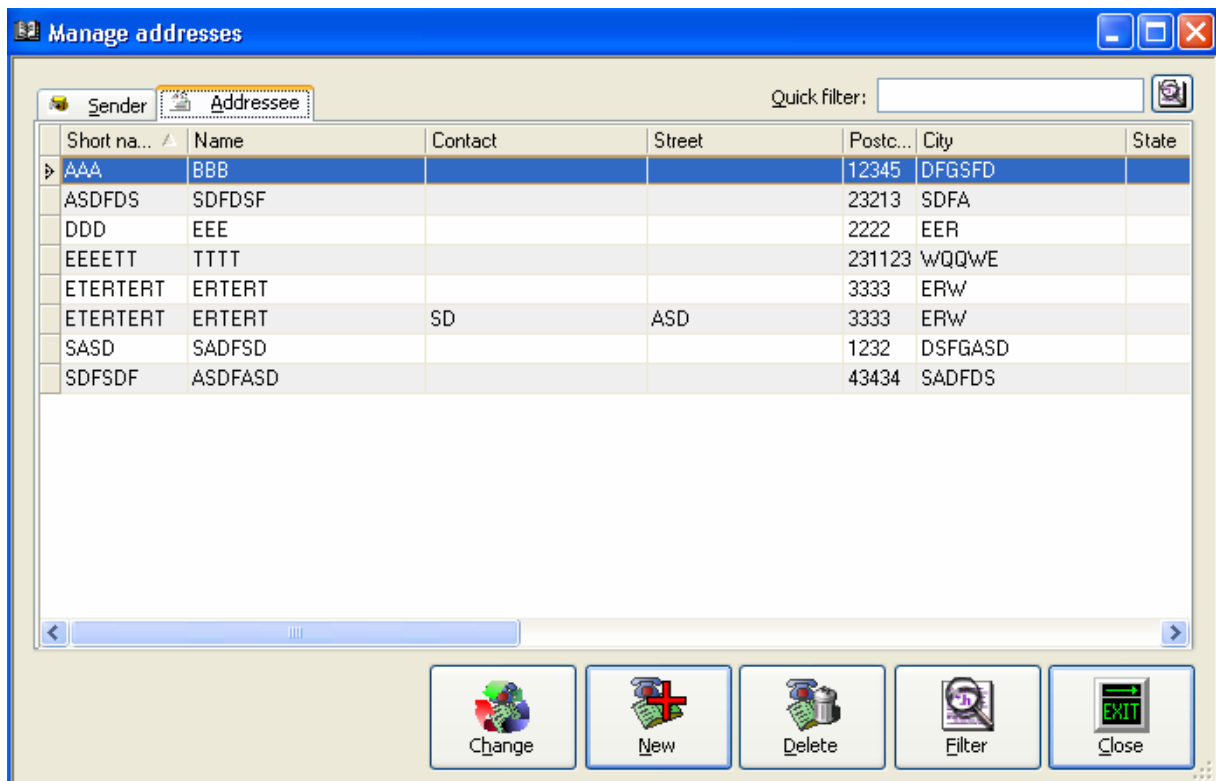 Manage addresses
Sender Addressee Quick filter:
Short na... Name Contact Street Postc... City State
AAA BBB 12345 DFGSFD
ASDFDS SDFDSF 23213 SDFA
DDD EEE 2222 EER
EEEETT TTTT 231123 WQQWE
ETERTERT ERTERT 3333 ERW
ETERTERT ERTERT SD ASD 3333 ERW
SASD SADFSD 1232 DSFGASD
SDFSDF ASDFASD 43434 SADFDS
EXIT
Change New Delete Filter Close